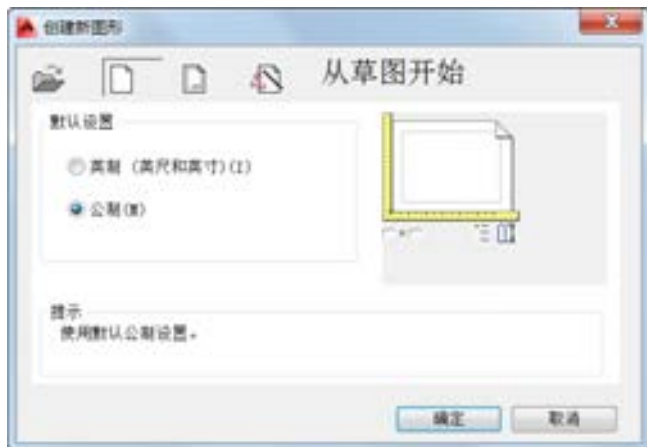 创建新图形
从草图开始
默认设置
英制 (英尺和英寸)(I)
公制(M)
提示
使用默认公制设置。
确定
取消